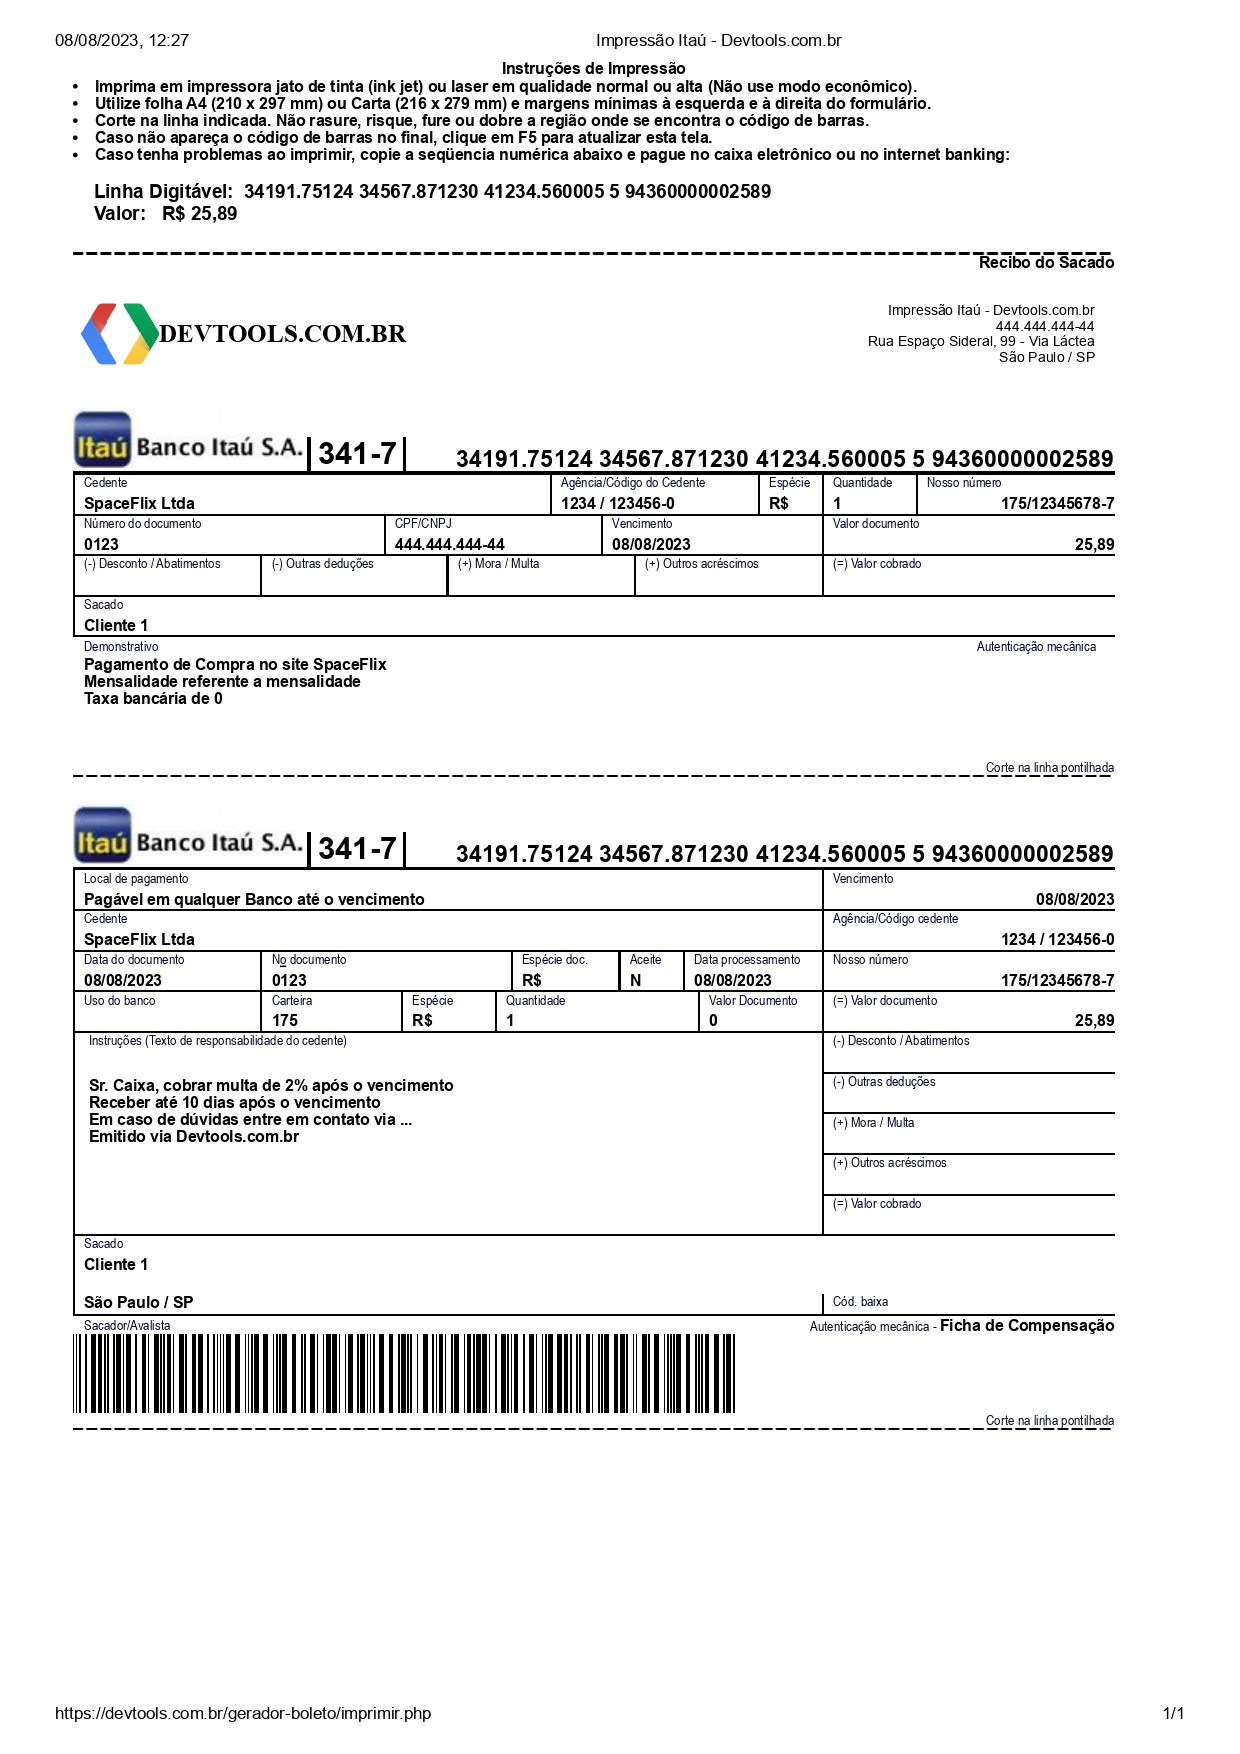 08/08/2023, 12:27 Impressão Itaú - Devtools.com.br
Instruções de Impressão
• Imprima em impressora jato de tinta (ink jet) ou laser em qualidade normal ou alta (Não use modo econômico).
• Utilize folha A4 (210 x 297 mm) ou Carta (216 x 279 mm) e margens mínimas à esquerda e à direita do formulário.
• Corte na linha indicada. Não rasure, risque, fure ou dobre a região onde se encontra o código de barras.
• Caso não apareça o código de barras no final, clique em F5 para atualizar esta tela.
• Caso tenha problemas ao imprimir, copie a seqüencia numérica abaixo e pague no caixa eletrônico ou no internet banking:
Linha Digitável: 34191.75124 34567.871230 41234.560005 5 94360000002589
Valor: R$ 25,89
Recibo do Sacado
DEVTOOLS.COM.BR
Impressão Itaú - Devtools.com.br
444.444.444-44
Rua Espaço Sideral, 99 - Via Láctea
São Paulo / SP
Itaú Banco Itaú S.A. 341-7 34191.75124 34567.871230 41234.560005 5 94360000002589
Cedente Agência/Código do Cedente Espécie Quantidade Nosso número
SpaceFlix Ltda 1234 / 123456-0 R$ 1 175/12345678-7
Número do documento CPF/CNPJ Vencimento Valor documento
0123 444.444.444-44 08/08/2023 25,89
(-) Desconto / Abatimentos (-) Outras deduções (+) Mora / Multa (+) Outros acréscimos (=) Valor cobrado
Sacado
Cliente 1
Demonstrativo Autenticação mecânica
Pagamento de Compra no site SpaceFlix
Mensalidade referente a mensalidade
Taxa bancária de 0
Corte na linha pontilhada
Itaú Banco Itaú S.A. 341-7 34191.75124 34567.871230 41234.560005 5 94360000002589
Local de pagamento Vencimento
Pagável em qualquer Banco até o vencimento 08/08/2023
Cedente Agência/Código cedente
SpaceFlix Ltda 1234 / 123456-0
Data do documento No documento Espécie doc. Aceite Data processamento Nosso número
08/08/2023 0123 R$ N 08/08/2023 175/12345678-7
Uso do banco Carteira Espécie Quantidade Valor Documento (=) Valor documento
175 R$ 1 0 25,89
Instruções (Texto de responsabilidade do cedente) (-) Desconto / Abatimentos
Sr. Caixa, cobrar multa de 2% após o vencimento (-) Outras deduções
Receber até 10 dias após o vencimento
Em caso de dúvidas entre em contato via ... (+) Mora / Multa
Emitido via Devtools.com.br
(+) Outros acréscimos
(=) Valor cobrado
Sacado
Cliente 1
São Paulo / SP Cód. baixa
Sacador/Avalista Autenticação mecânica - Ficha de Compensação
Corte na linha pontilhada
https://devtools.com.br/gerador-boleto/imprimir.php 1/1